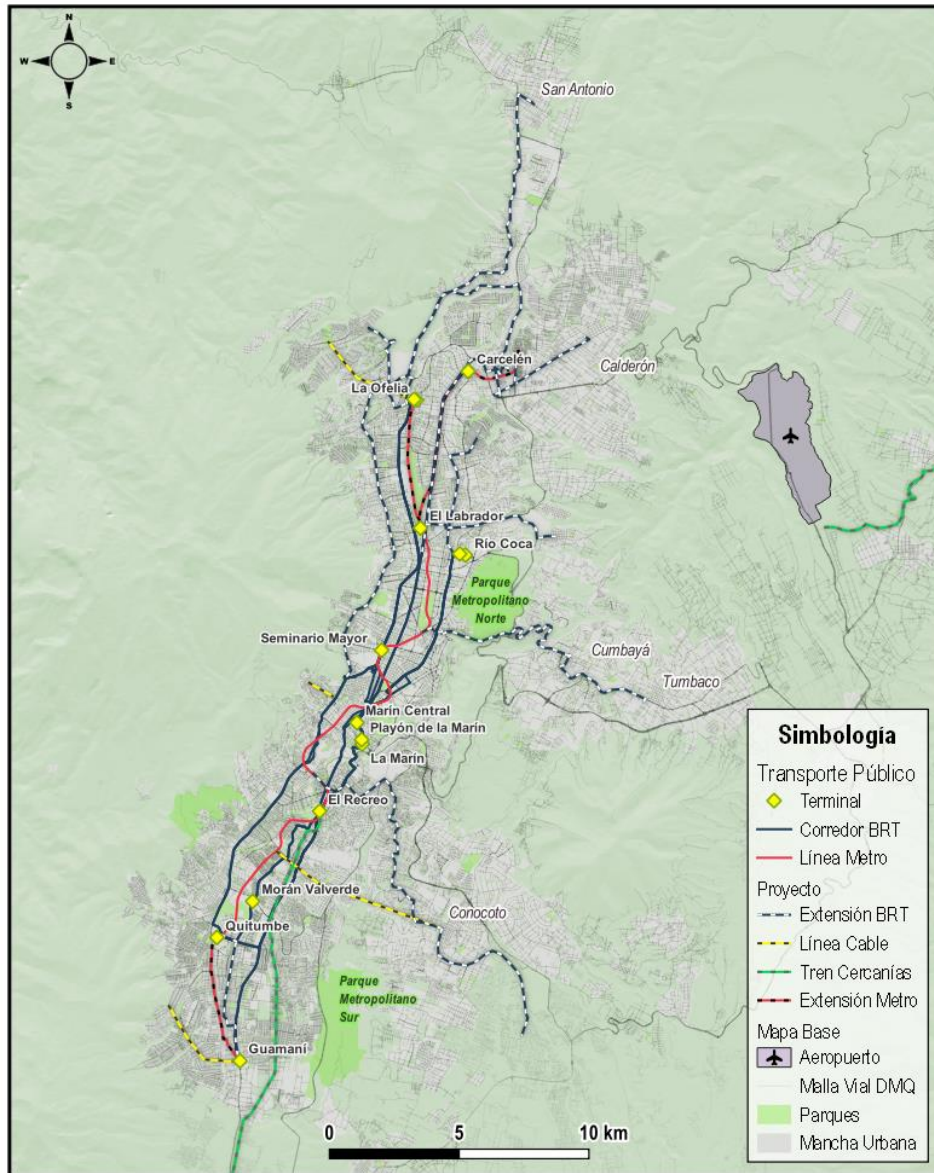 N
W
E
S
San Antonio
Carcelén
Calderón
La Ofelia
El Labrador
Río Coca
Parque
Metropolitano
Norte
Seminario Mayor
Cumbayá
Tumbaco
Marín Central
Playón de la Marín
La Marín
El Recreo
Morán Valverde
Conocoto
Quitumbe
Parque
Metropolitano
Sur
Guamaní
0 5 10 km
Simbología
Transporte Público
Terminal
Corredor BRT
Línea Metro
Proyecto
Extensión BRT
Línea Cable
Tren Cercanías
Extensión Metro
Mapa Base
Aeropuerto
Malla Vial DMQ
Parques
Mancha Urbana